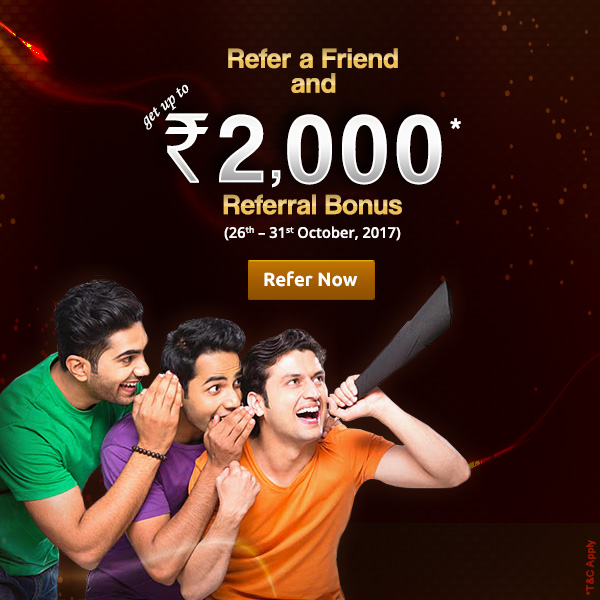 Refer a Friend
and
get up to
₹2,000*
Referral Bonus
(26th – 31st October, 2017)
Refer Now
*T&C Apply